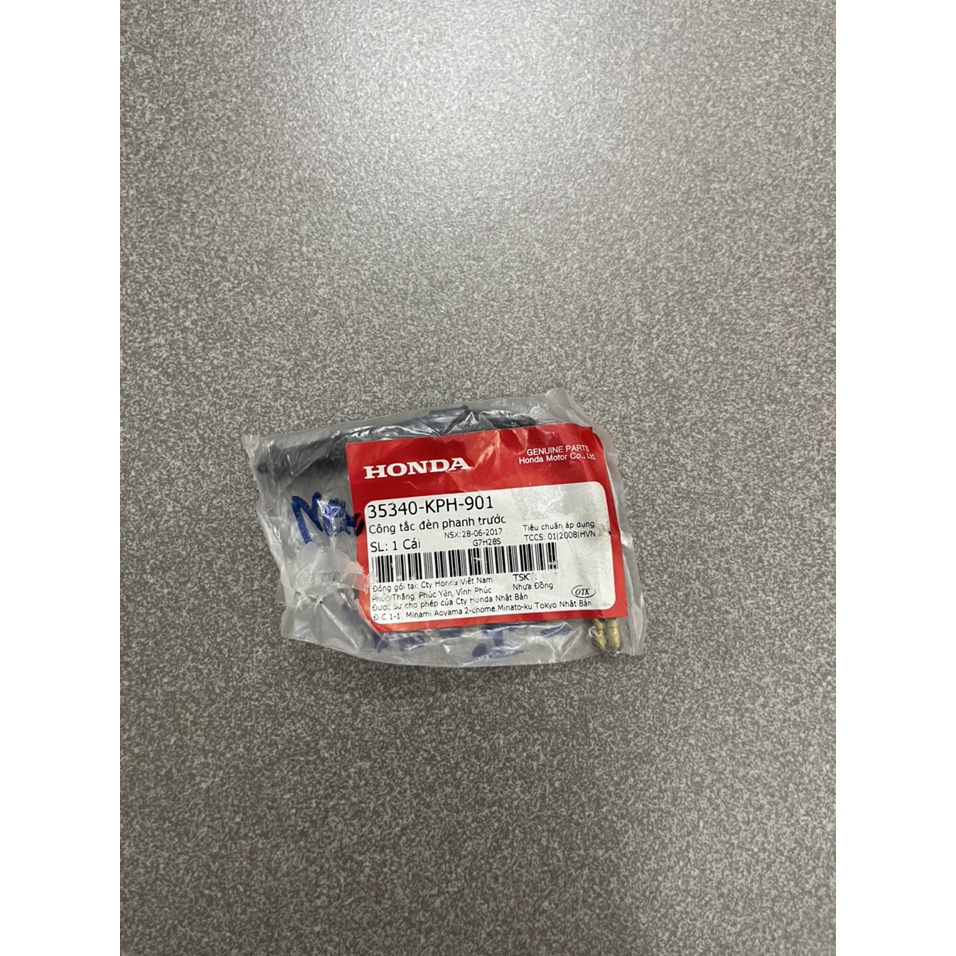 HONDA
GENUINE PARTS
Honda Motor Co., Ltd.
35340-KPH-901
Công tắc đèn phanh trước
NSX: 28-06-2017
Tiêu chuẩn áp dụng
SL: 1 Cái
G7H28S
TCCS: 01|2008|HVN
Đóng gói tại: Cty Honda Việt Nam
TSK
Phúc Thắng, Phúc Yên, Vĩnh Phúc
Nhựa Đồng
OTK
Được sự cho phép của Cty Honda Nhật Bản
Đ.C 1-1, Minami Aoyama 2-chome, Minato-ku Tokyo Nhật Bản